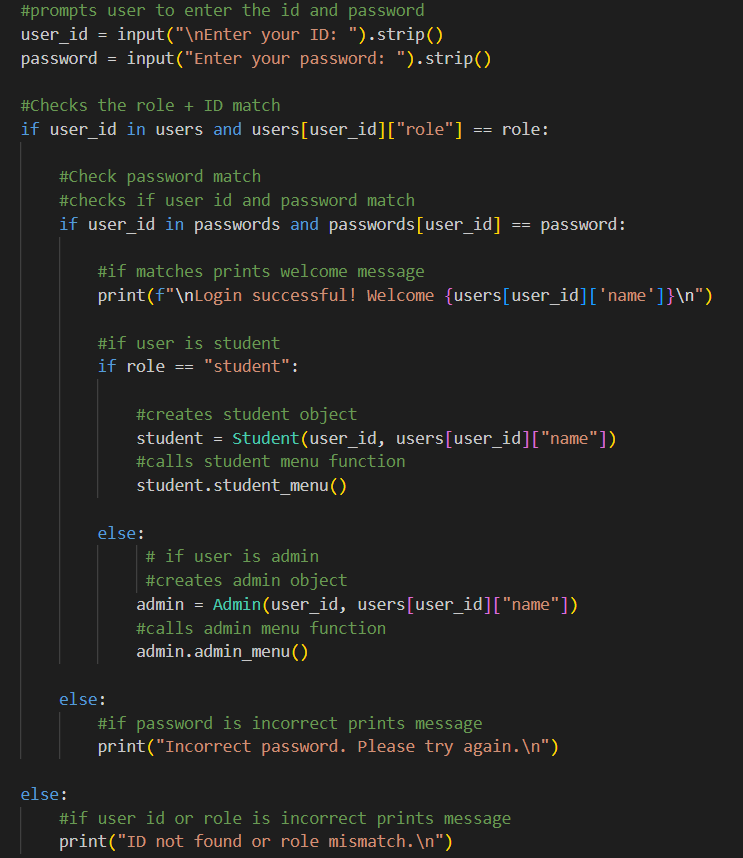 #prompts user to enter the id and password
user_id = input("\nEnter your ID: ").strip()
password = input("Enter your password: ").strip()

#Checks the role + ID match
if user_id in users and users[user_id]["role"] == role:

    #Check password match
    #checks if user id and password match
    if user_id in passwords and passwords[user_id] == password:

        #if matches prints welcome message
        print(f"\nLogin successful! Welcome {users[user_id]['name']}\n")

        #if user is student
        if role == "student":

            #creates student object
            student = Student(user_id, users[user_id]["name"])
            #calls student menu function
            student.student_menu()

        else:
             # if user is admin
             #creates admin object
            admin = Admin(user_id, users[user_id]["name"])
            #calls admin menu function
            admin.admin_menu()

    else:
        #if password is incorrect prints message
        print("Incorrect password. Please try again.\n")

else:
    #if user id or role is incorrect prints message
    print("ID not found or role mismatch.\n")